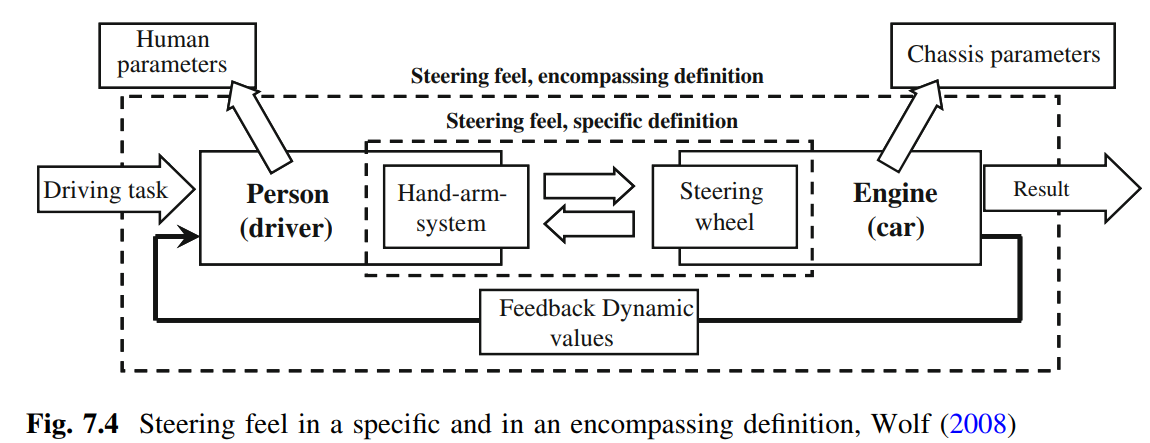 Human
parameters
Chassis parameters
Steering feel, encompassing definition
Steering feel, specific definition
Driving task
Person
(driver)
Hand-arm-
system
Steering
wheel
Engine
(car)
Result
Feedback Dynamic
values
Fig. 7.4 Steering feel in a specific and in an encompassing definition, Wolf (2008)